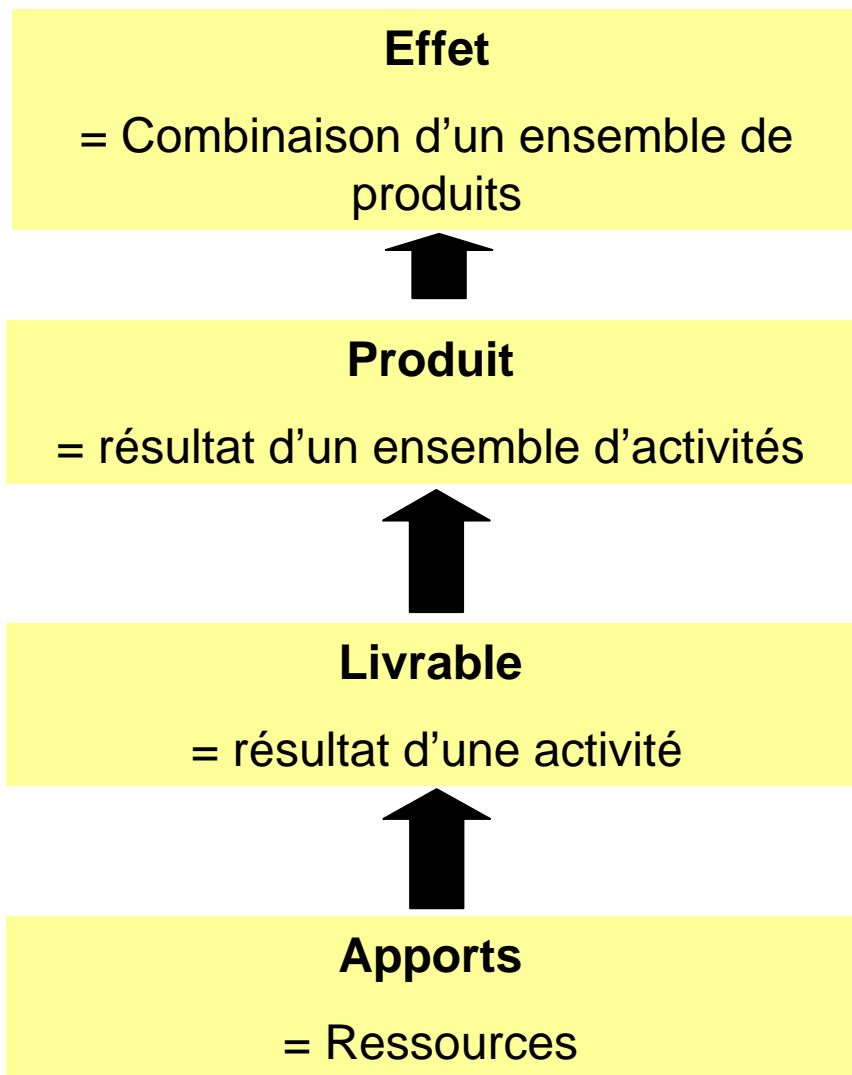 Effet
= Combinaison d’un ensemble de
produits
Produit
= résultat d’un ensemble d’activités
Livrable
= résultat d’une activité
Apports
= Ressources